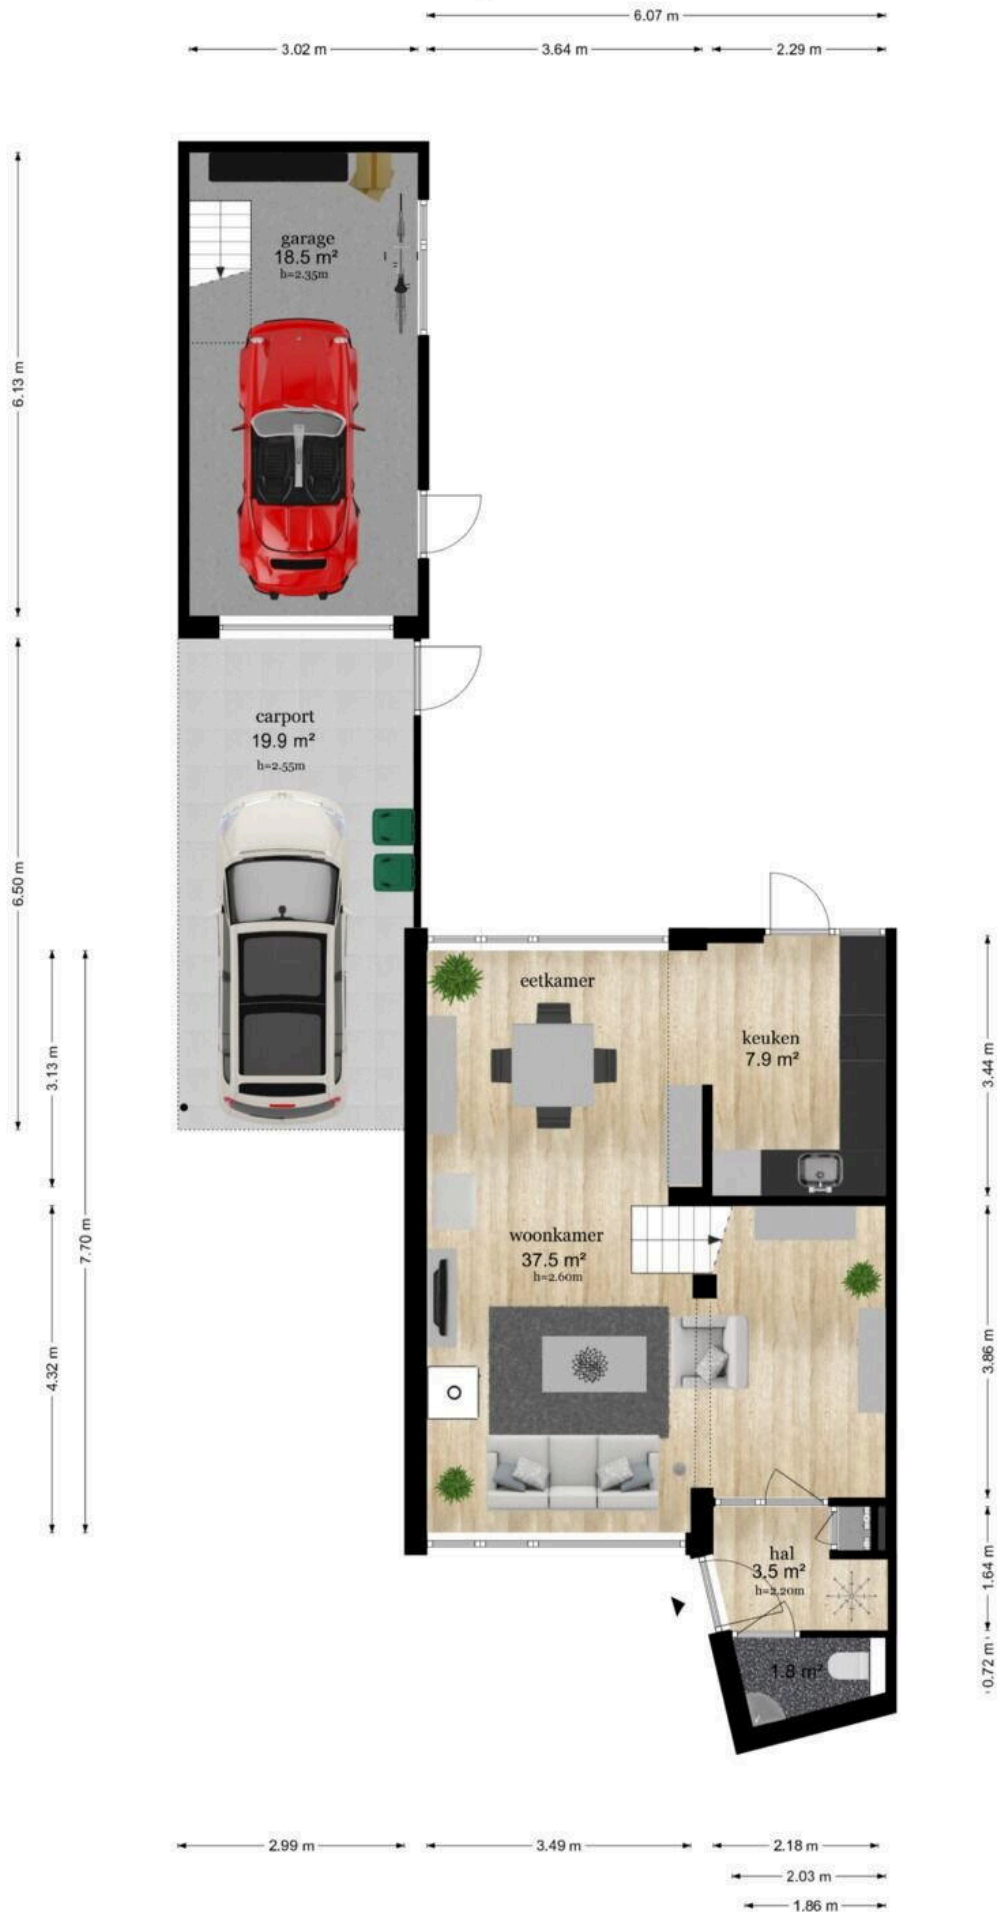 6.07 m
3.02 m
3.64 m
2.29 m
6.13 m
garage
18.5 m²
h=2.35m
6.50 m
carport
19.9 m²
h=2.55m
3.13 m
7.70 m
4.32 m
eetkamer
keuken
7.9 m²
3.44 m
woonkamer
37.5 m²
h=2.60m
3.86 m
hal
3.5 m²
h=2.20m
1.64 m
1.8 m²
0.72 m
2.99 m
3.49 m
2.18 m
2.03 m
1.86 m